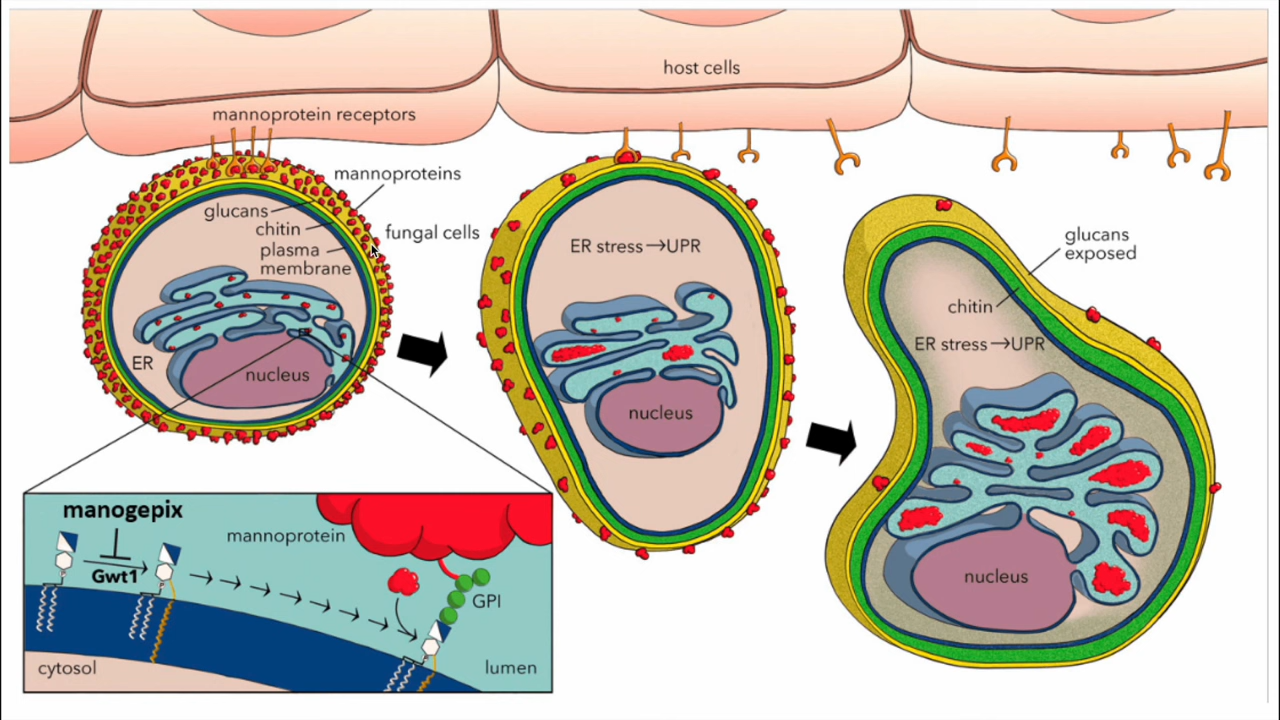 host cells
mannoprotein receptors
mannoproteins
glucans
chitin
plasma
membrane
fungal cells
ER
ER
nucleus
ER stress→UPR
nucleus
glucans
exposed
chitin
ER stress→UPR
nucleus
manogepix
Gwt1
mannoprotein
GPI
cytosol
lumen